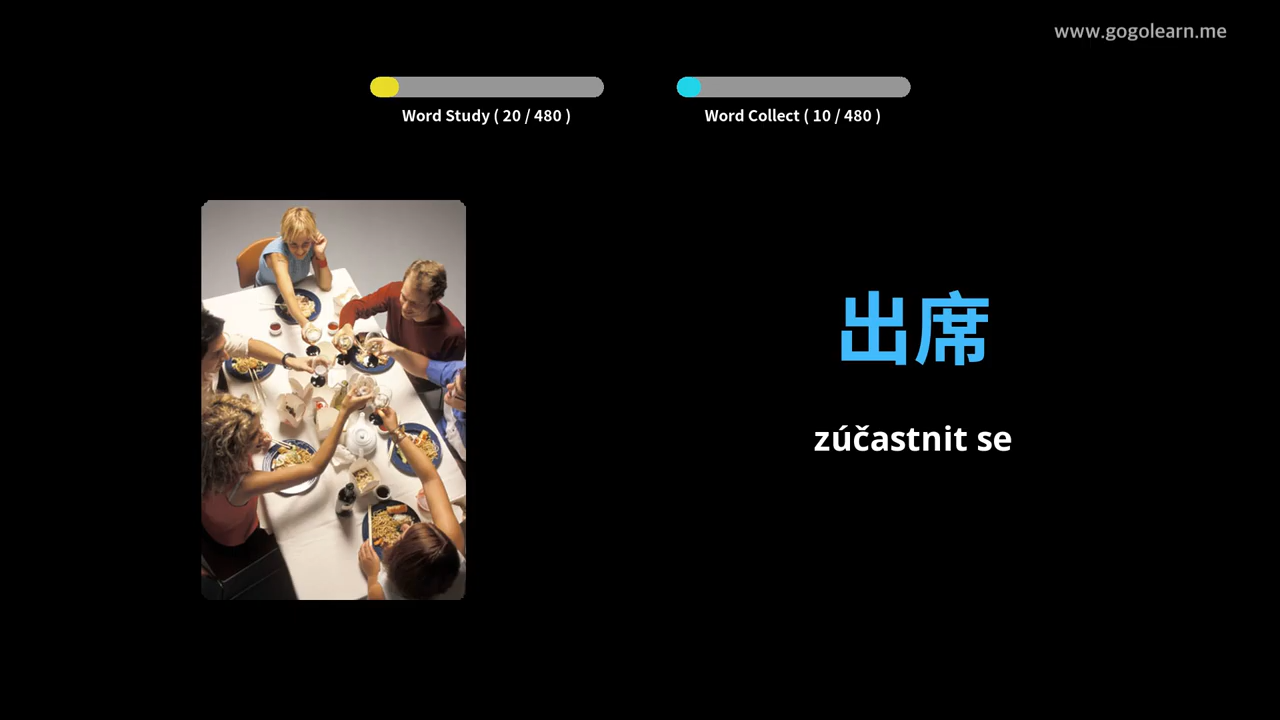 www.gogolearn.me
Word Study ( 20 / 480 )
Word Collect ( 10 / 480 )
出席
zúčastnit se